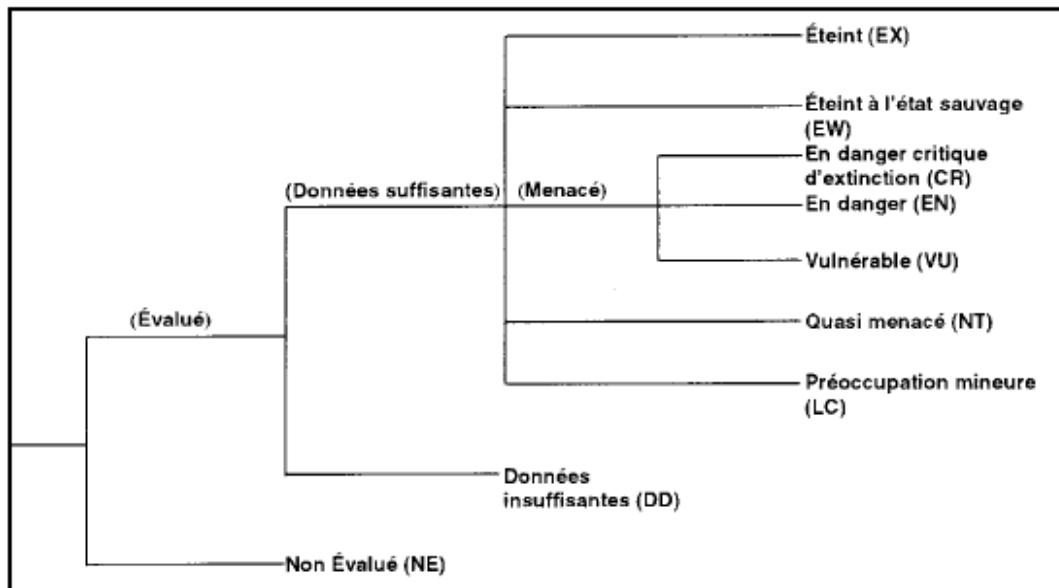 Éteint (EX)
Éteint à l'état sauvage
(EW)
En danger critique
d'extinction (CR)
(Données suffisantes)
(Menacé)
En danger (EN)
Vulnérable (VU)
(Évalué)
Quasi menacé (NT)
Préoccupation mineure
(LC)
Données
insuffisantes (DD)
Non Évalué (NE)